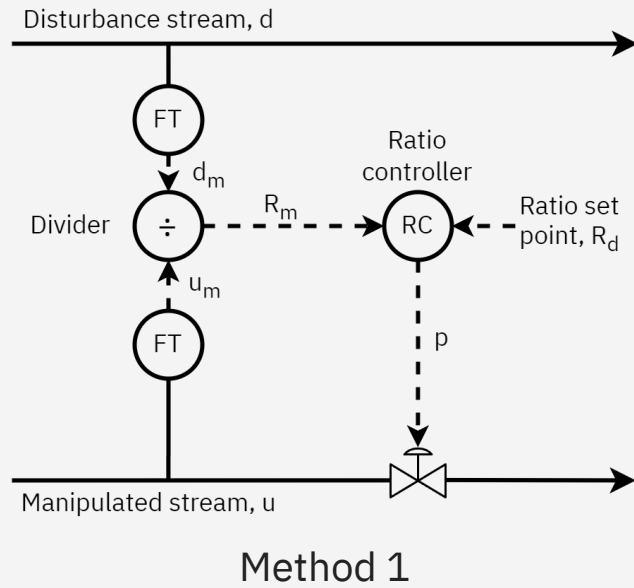 Disturbance stream, d
FT
d_m
Ratio
controller
Divider
÷
R_m
RC
Ratio set
point, R_d
u_m
FT
p
Manipulated stream, u
Method 1